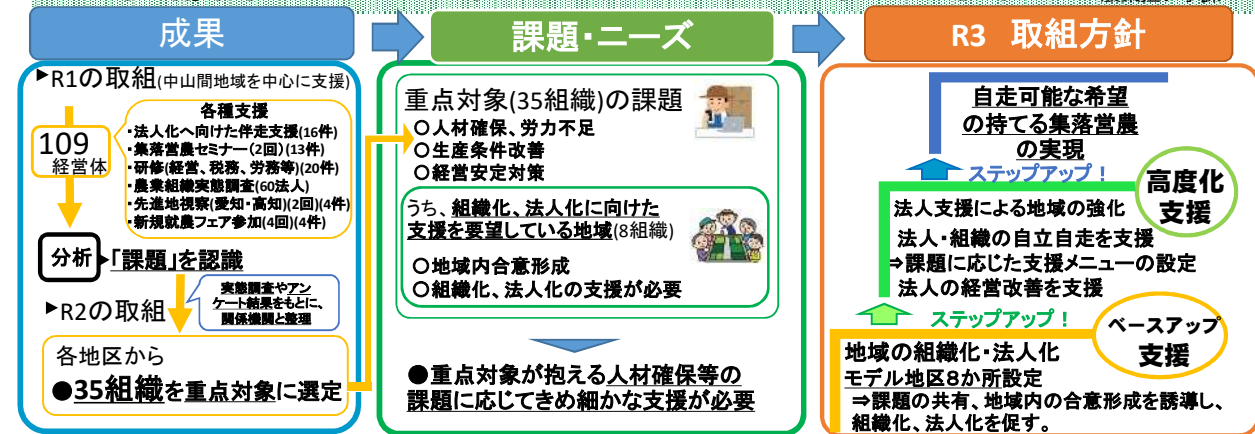 成果
▶R1の取組(中山間地域を中心に支援)
109
経営体
各種支援
・法人化へ向けた伴走支援(16件)
・集落営農セミナー(2回)(13件)
・研修(経営、税務、労務等)(20件)
・農業組織実態調査(60法人)
・先進地視察(愛知・高知)(2回)(4件)
・新規就農フェア参加(4回)(4件)
分析
▶「課題」を認識
実態調査やアン
ケート結果をもとに、
関係機関と整理
▶R2の取組
各地区から
●35組織を重点対象に選定
課題・ニーズ
重点対象(35組織)の課題
○人材確保、労力不足
○生産条件改善
○経営安定対策
うち、組織化、法人化に向けた
支援を要望している地域(8組織)
○地域内合意形成
○組織化、法人化の支援が必要
●重点対象が抱える人材確保等の
課題に応じてきめ細かな支援が必要
R3 取組方針
自走可能な希望
の持てる集落営農
の実現
ステップアップ！
高度化
支援
法人支援による地域の強化
法人・組織の自立自走を支援
⇒課題に応じた支援メニューの設定
法人の経営改善を支援
ステップアップ！
ベースアップ
支援
地域の組織化・法人化
モデル地区8か所設定
⇒課題の共有、地域内の合意形成を誘導し、
組織化、法人化を促す。